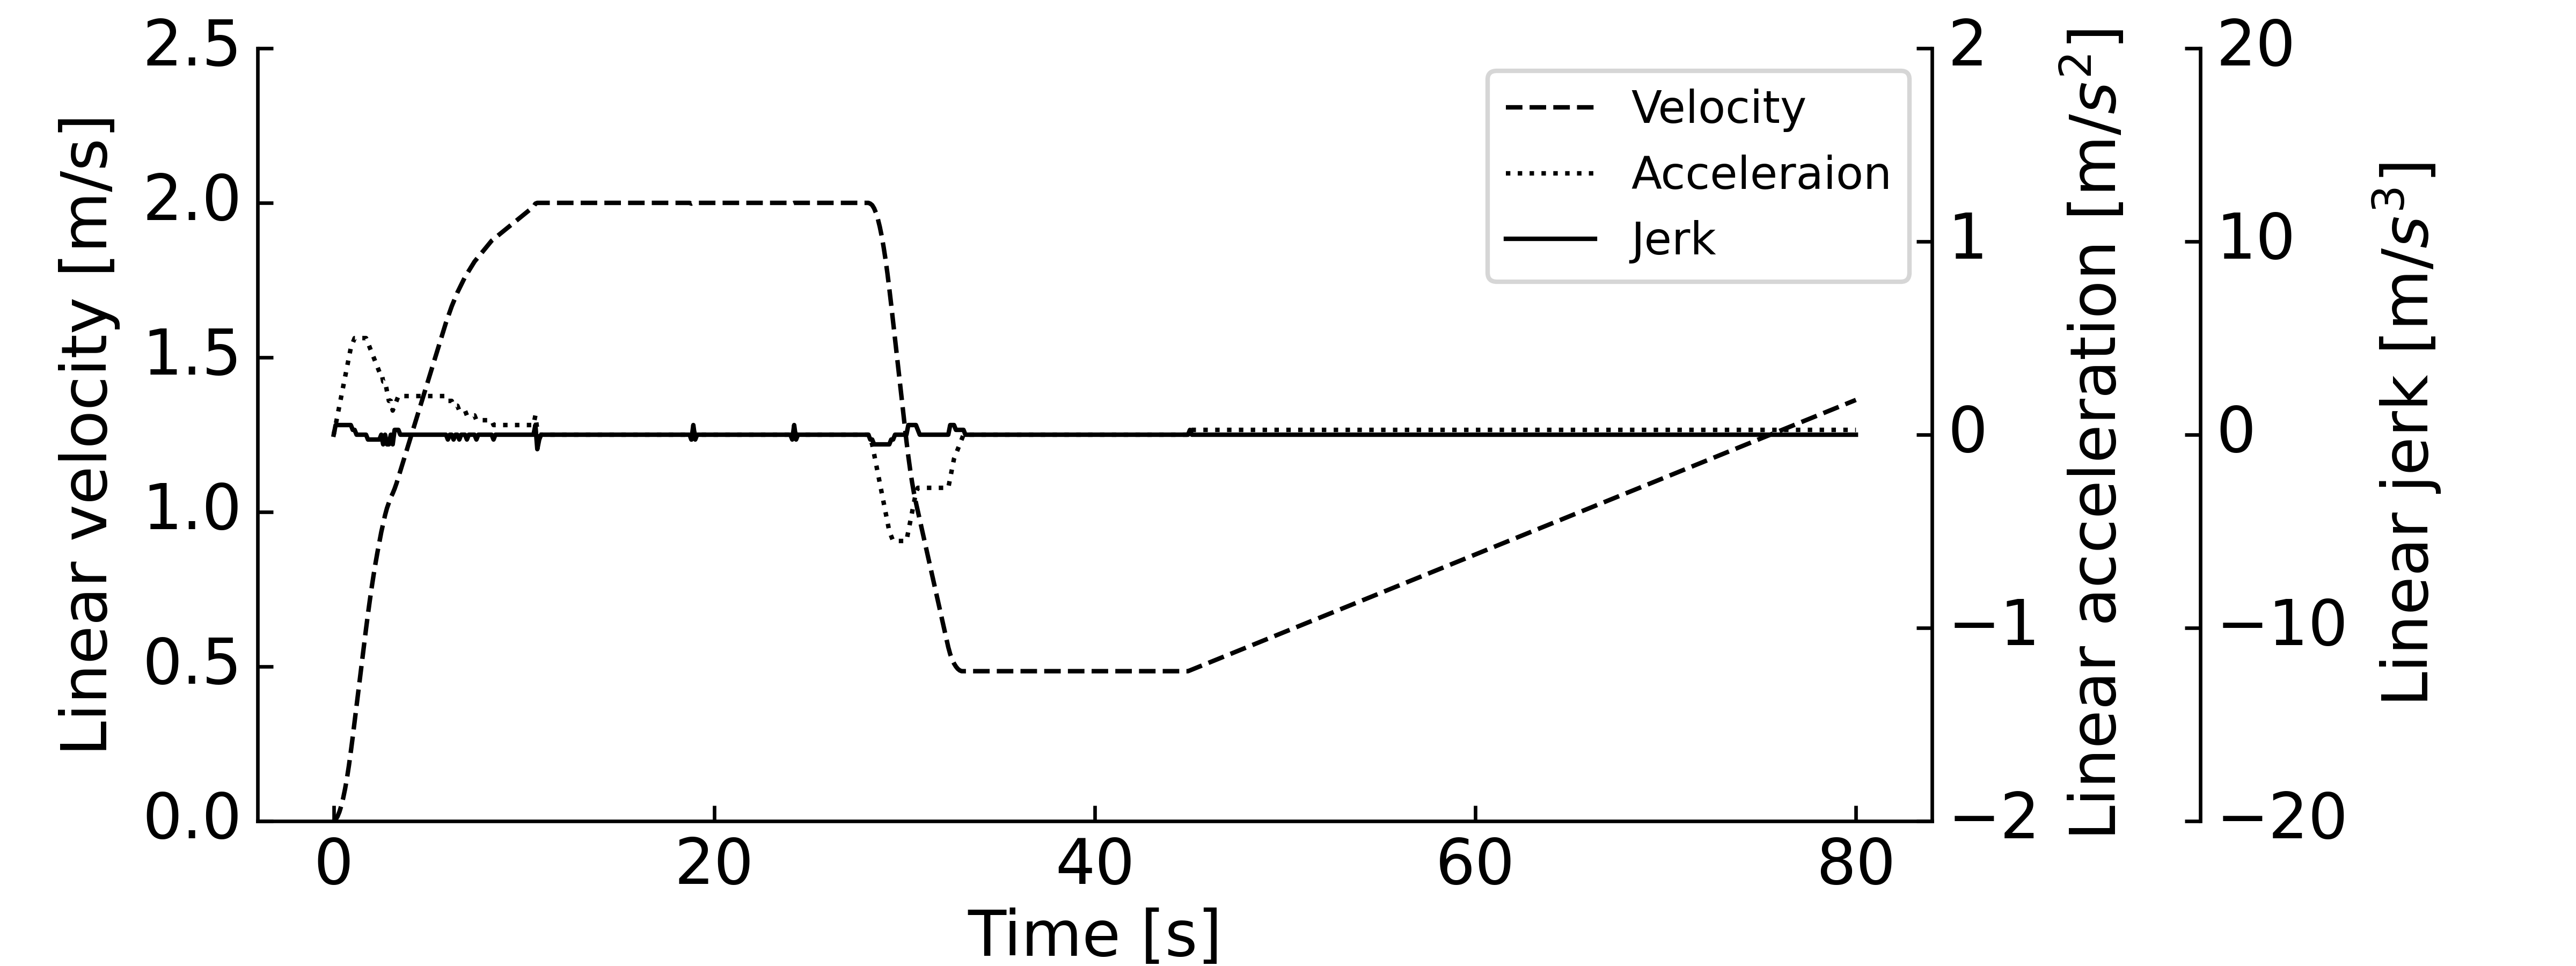 Linear velocity [m/s]
2.5
2.0
1.5
1.0
0.5
0.0
0 20 40 60 80
Time [s]
Velocity
Acceleraion
Jerk
2
1
0
−1
−2
Linear acceleration [m/s²]
20
10
0
−10
−20
Linear jerk [m/s³]